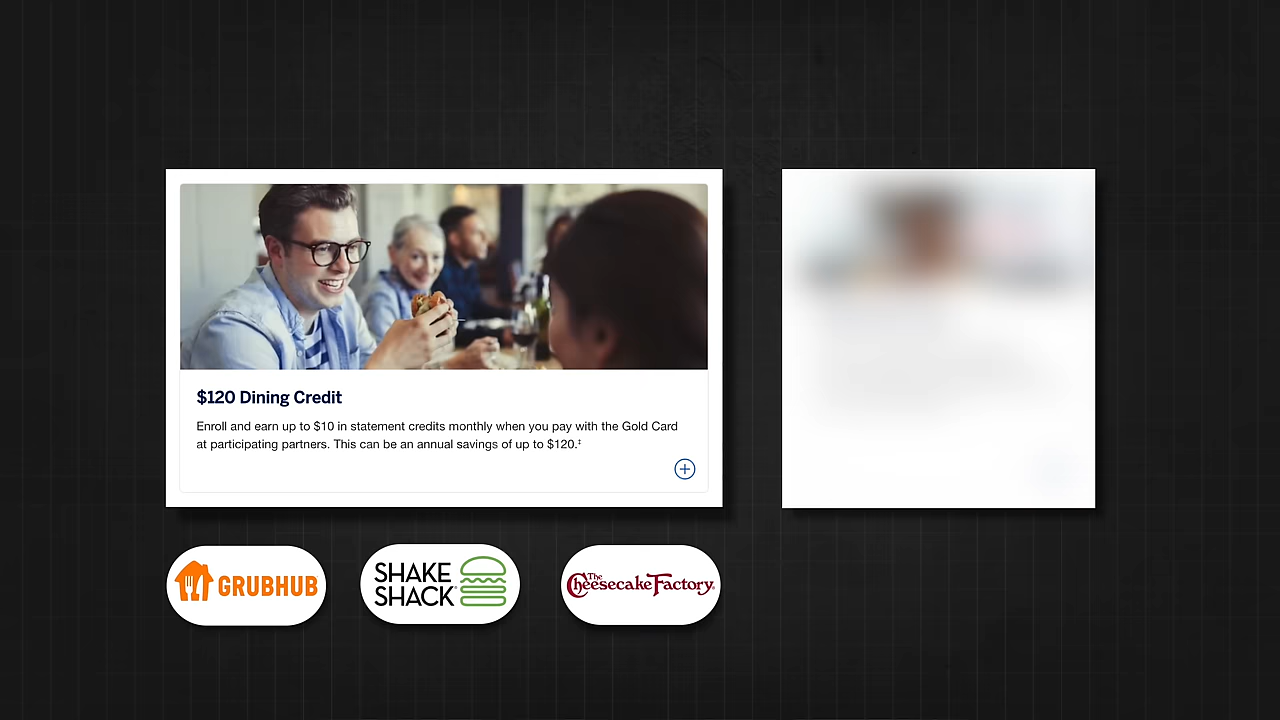 $120 Dining Credit
Enroll and earn up to $10 in statement credits monthly when you pay with the Gold Card
at participating partners. This can be an annual savings of up to $120.‡
GRUBHUB
SHAKE
SHACK
The
Cheesecake Factory